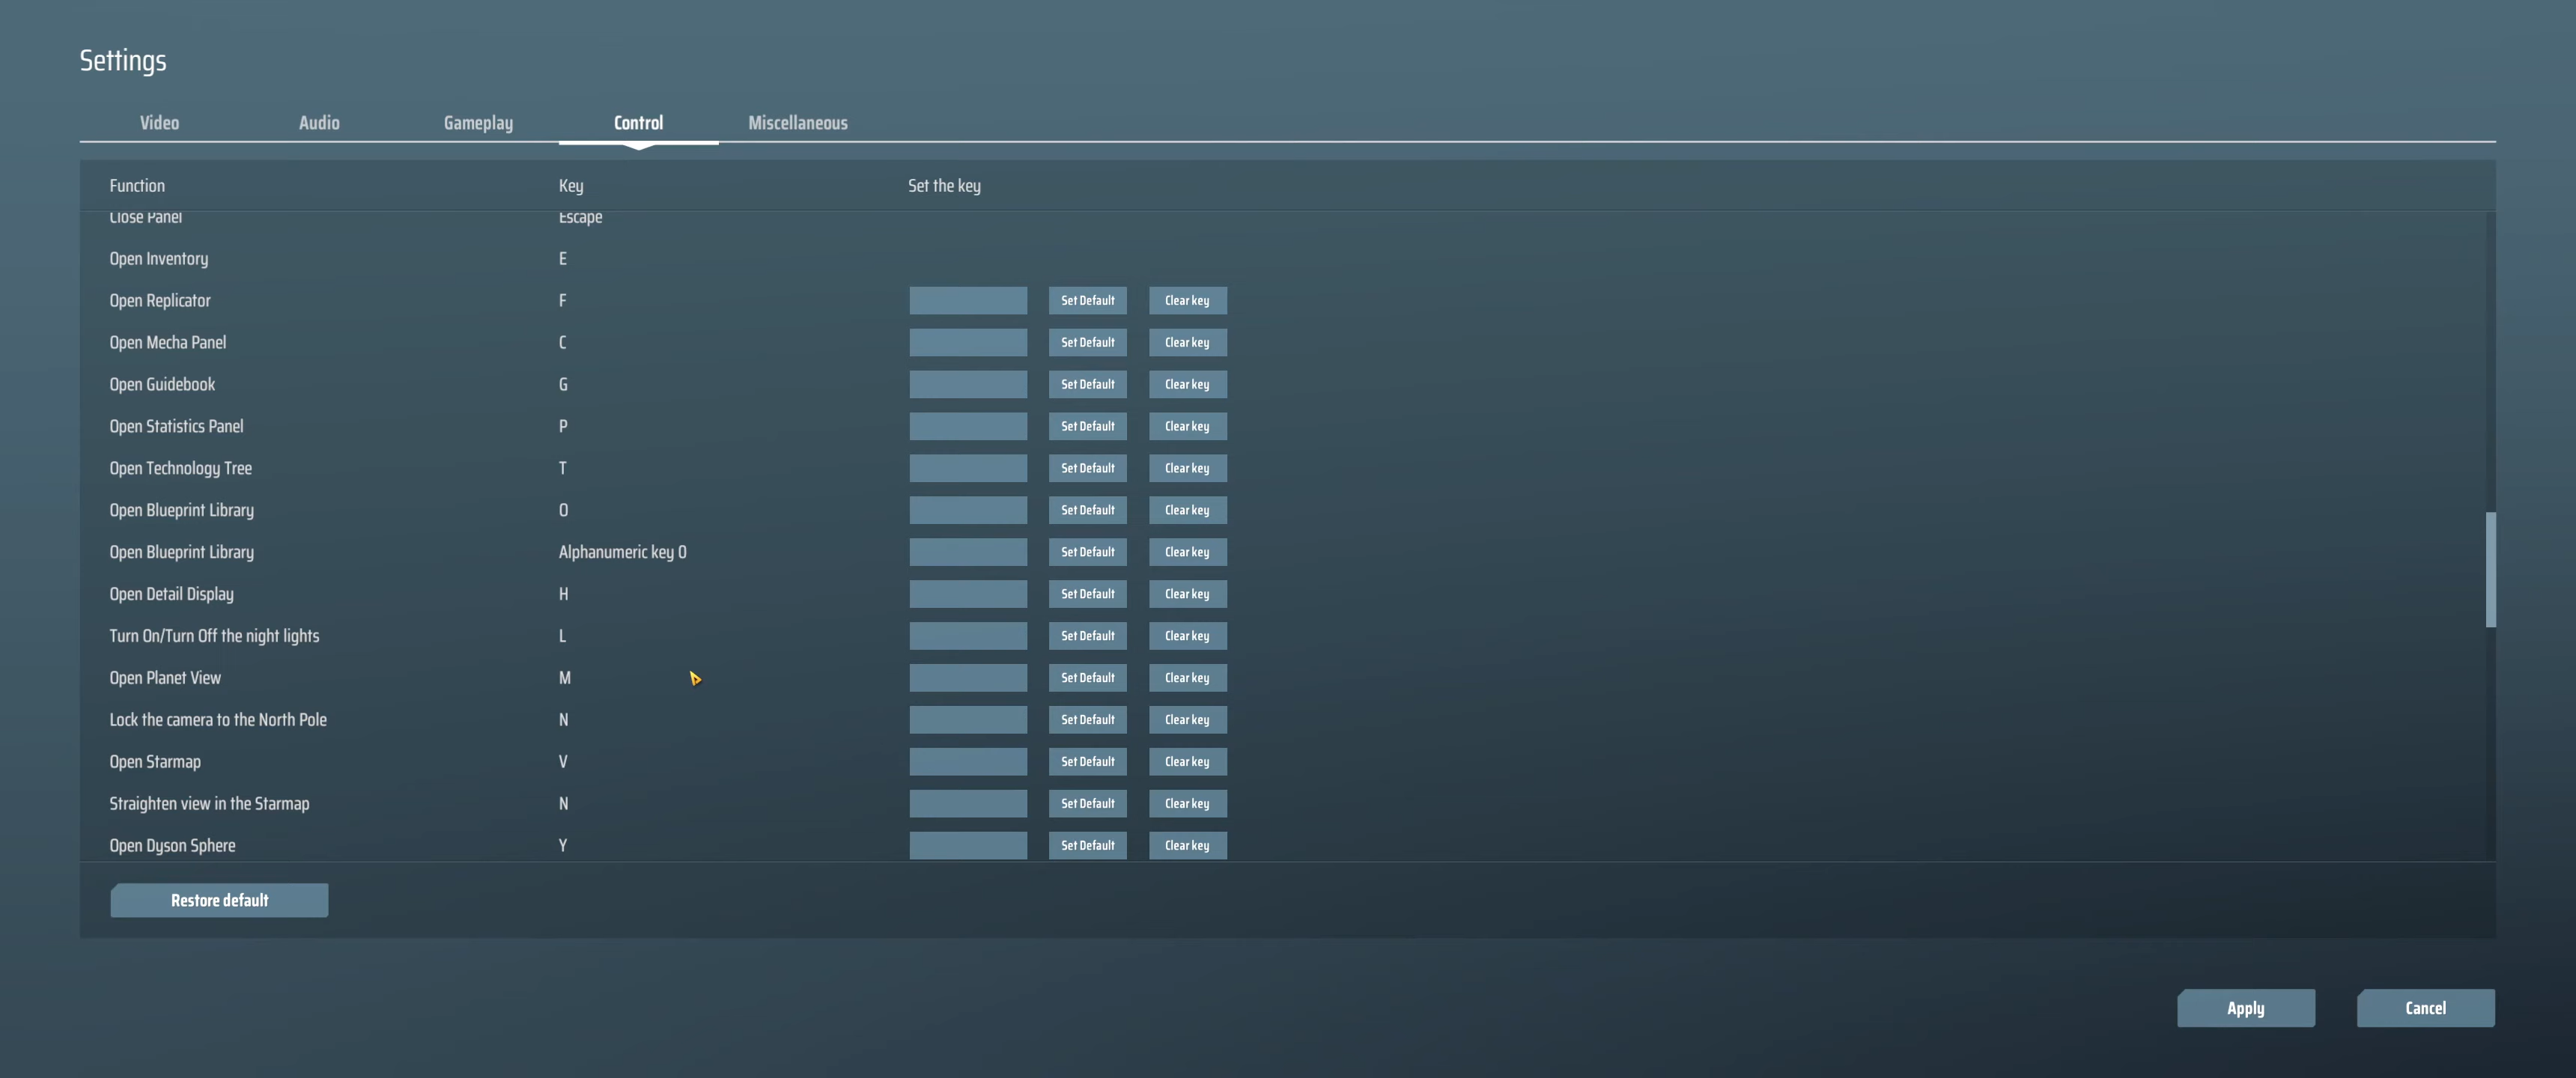 Settings
Video Audio Gameplay Control Miscellaneous
Function Key Set the key
Close Panel Escape
Open Inventory E
Open Replicator F Set Default Clear key
Open Mecha Panel C Set Default Clear key
Open Guidebook G Set Default Clear key
Open Statistics Panel P Set Default Clear key
Open Technology Tree T Set Default Clear key
Open Blueprint Library O Set Default Clear key
Open Blueprint Library Alphanumeric key 0 Set Default Clear key
Open Detail Display H Set Default Clear key
Turn On/Turn Off the night lights L Set Default Clear key
Open Planet View M Set Default Clear key
Lock the camera to the North Pole N Set Default Clear key
Open Starmap V Set Default Clear key
Straighten view in the Starmap N Set Default Clear key
Open Dyson Sphere Y Set Default Clear key
Restore default
Apply Cancel